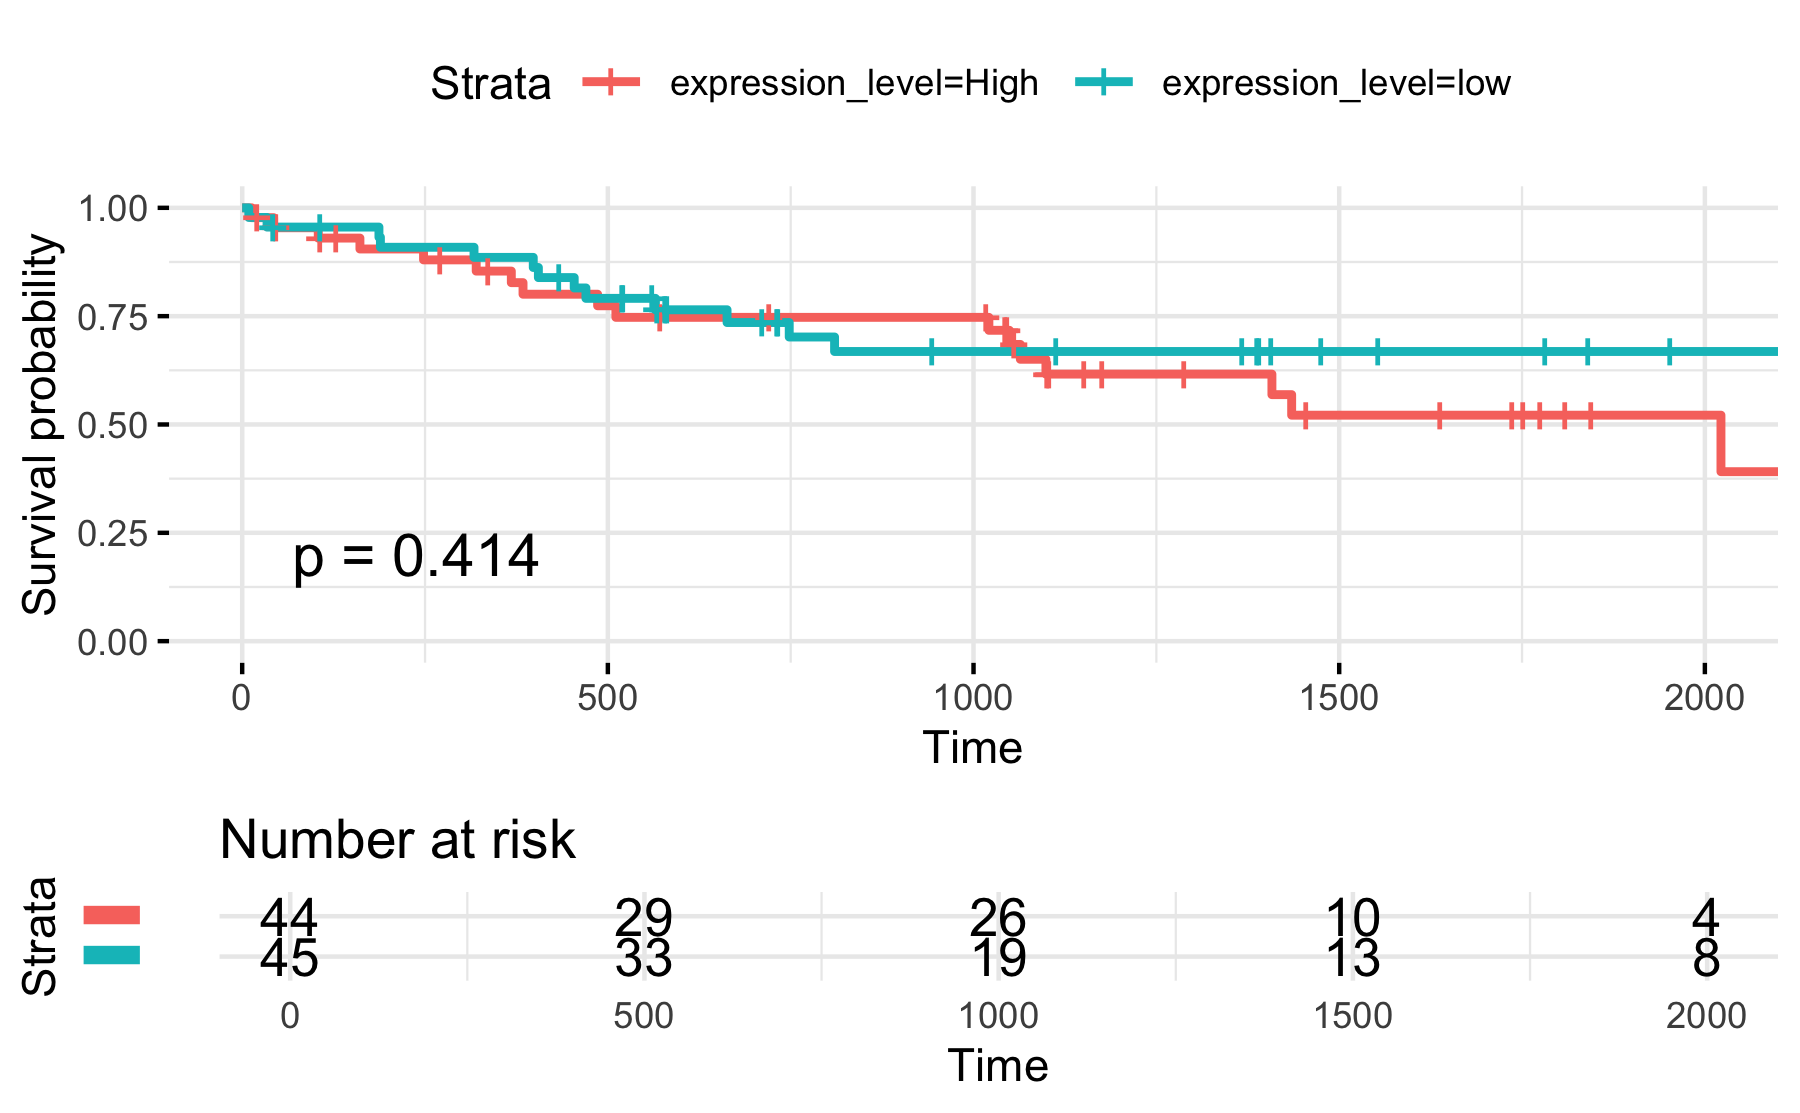 Strata expression_level=High expression_level=low
Survival probability
1.00
0.75
0.50
0.25
0.00
p = 0.414
0 500 1000 1500 2000
Time
Number at risk
Strata
44 29 26 10 4
45 33 19 13 8
0 500 1000 1500 2000
Time